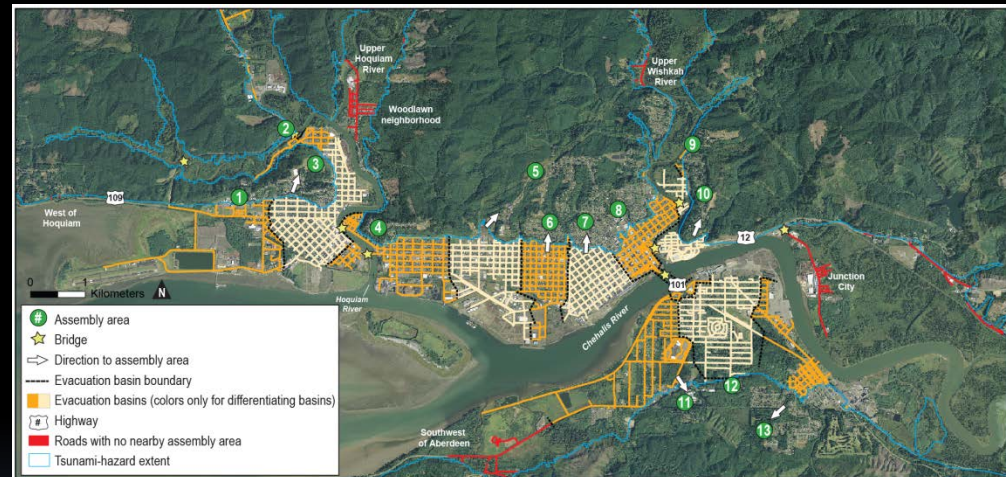 Upper
Hoquiam
River
Woodlawn
neighborhood
Upper
Wishkah
River
2
9
3
5
10
1
109
West of
Hoquiam
4
6
7
8
12
Junction
City
0
1
Kilometers
N
Hoquiam
River
Chehalis River
101
11
12
13
Southwest
of Aberdeen
# Assembly area
Bridge
Direction to assembly area
Evacuation basin boundary
Evacuation basins (colors only for differentiating basins)
# Highway
Roads with no nearby assembly area
Tsunami-hazard extent